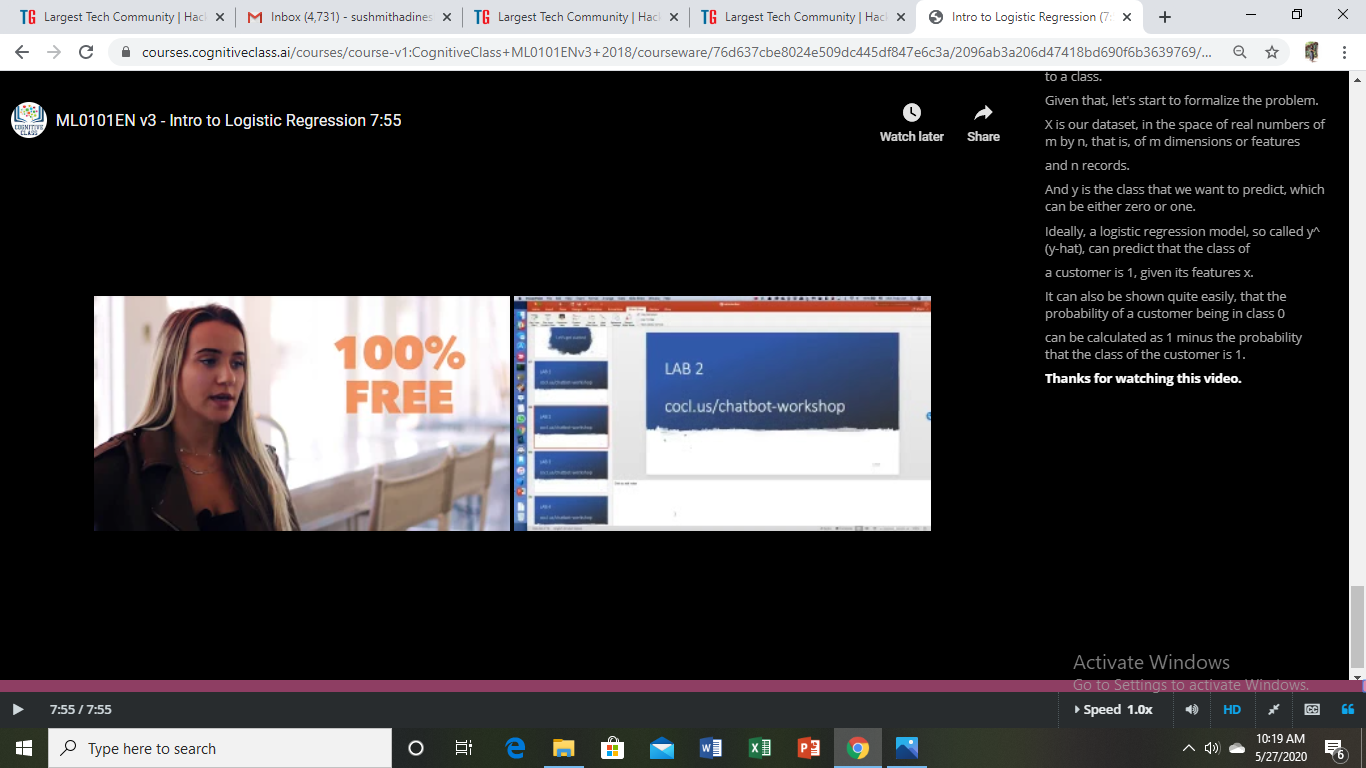 Largest Tech Community | Hack
Inbox (4,731) - sushmithadines
Largest Tech Community | Hack
Largest Tech Community | Hack
Intro to Logistic Regression (7:
courses.cognitiveclass.ai/courses/course-v1:CognitiveClass+ML0101ENv3+2018/courseware/76d637cbe8024e509dc445df847e6c3a/2096ab3a206d47418bd690f6b3639769/...
COGNITIVE
CLASS
ML0101EN v3 - Intro to Logistic Regression 7:55
Watch later
Share
100%
FREE
LAB 2
cocl.us/chatbot-workshop
to a class.
Given that, let's start to formalize the problem.
X is our dataset, in the space of real numbers of
m by n, that is, of m dimensions or features
and n records.
And y is the class that we want to predict, which
can be either zero or one.
Ideally, a logistic regression model, so called y^
(y-hat), can predict that the class of
a customer is 1, given its features x.
It can also be shown quite easily, that the
probability of a customer being in class 0
can be calculated as 1 minus the probability
that the class of the customer is 1.
Thanks for watching this video.
Activate Windows
Go to Settings to activate Windows.
7:55 / 7:55
Speed 1.0x
HD
CC
Type here to search
10:19 AM
5/27/2020
6